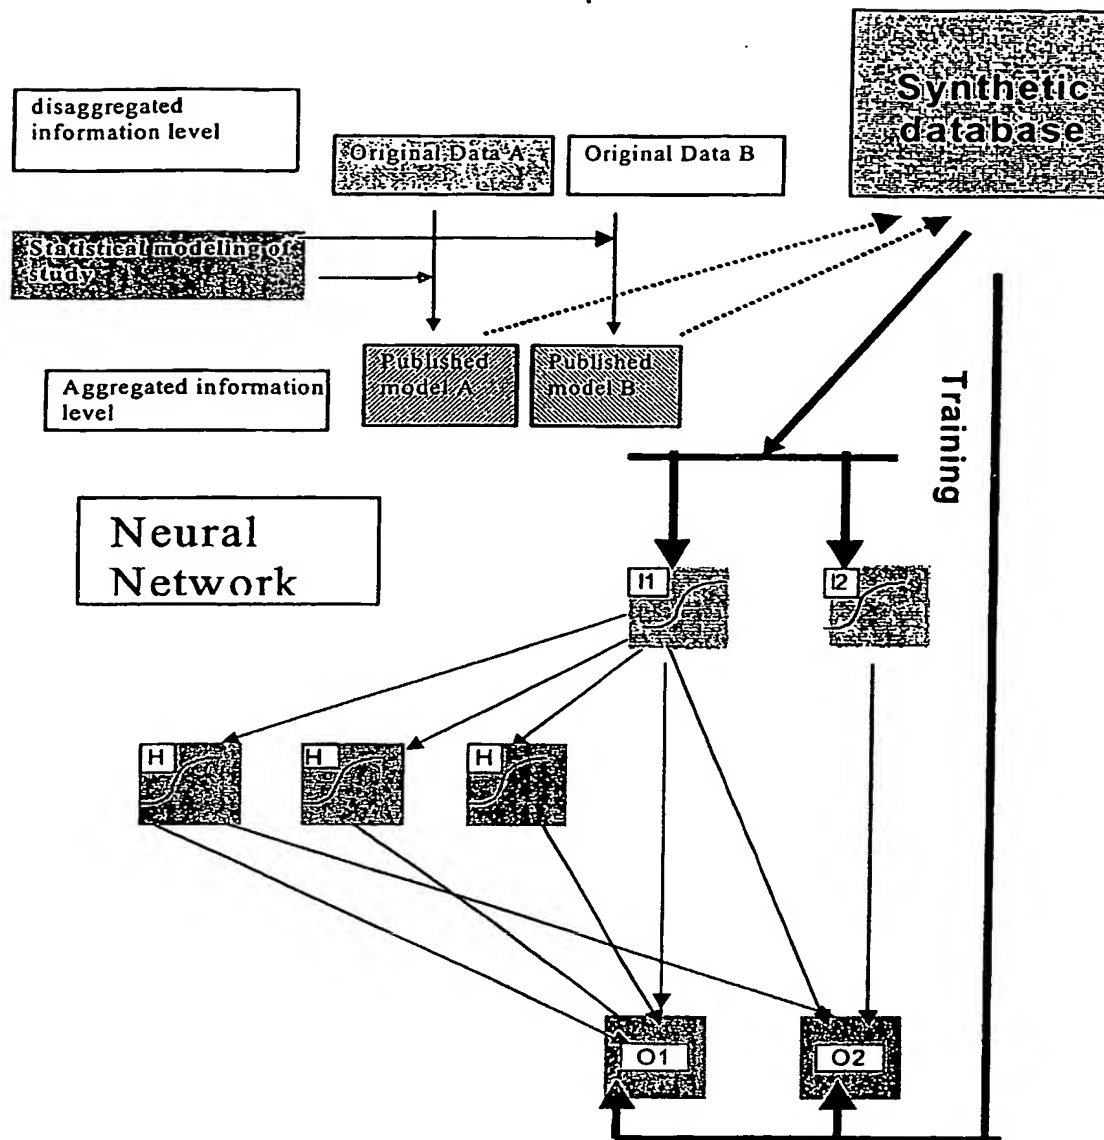 Synthetic
database
disaggregated
information level
Original Data A
Original Data B
Statistical modeling of
study
Published
model A
Published
model B
Aggregated information
level
Training
Neural
Network
I1
I2
H
H
H
O1
O2